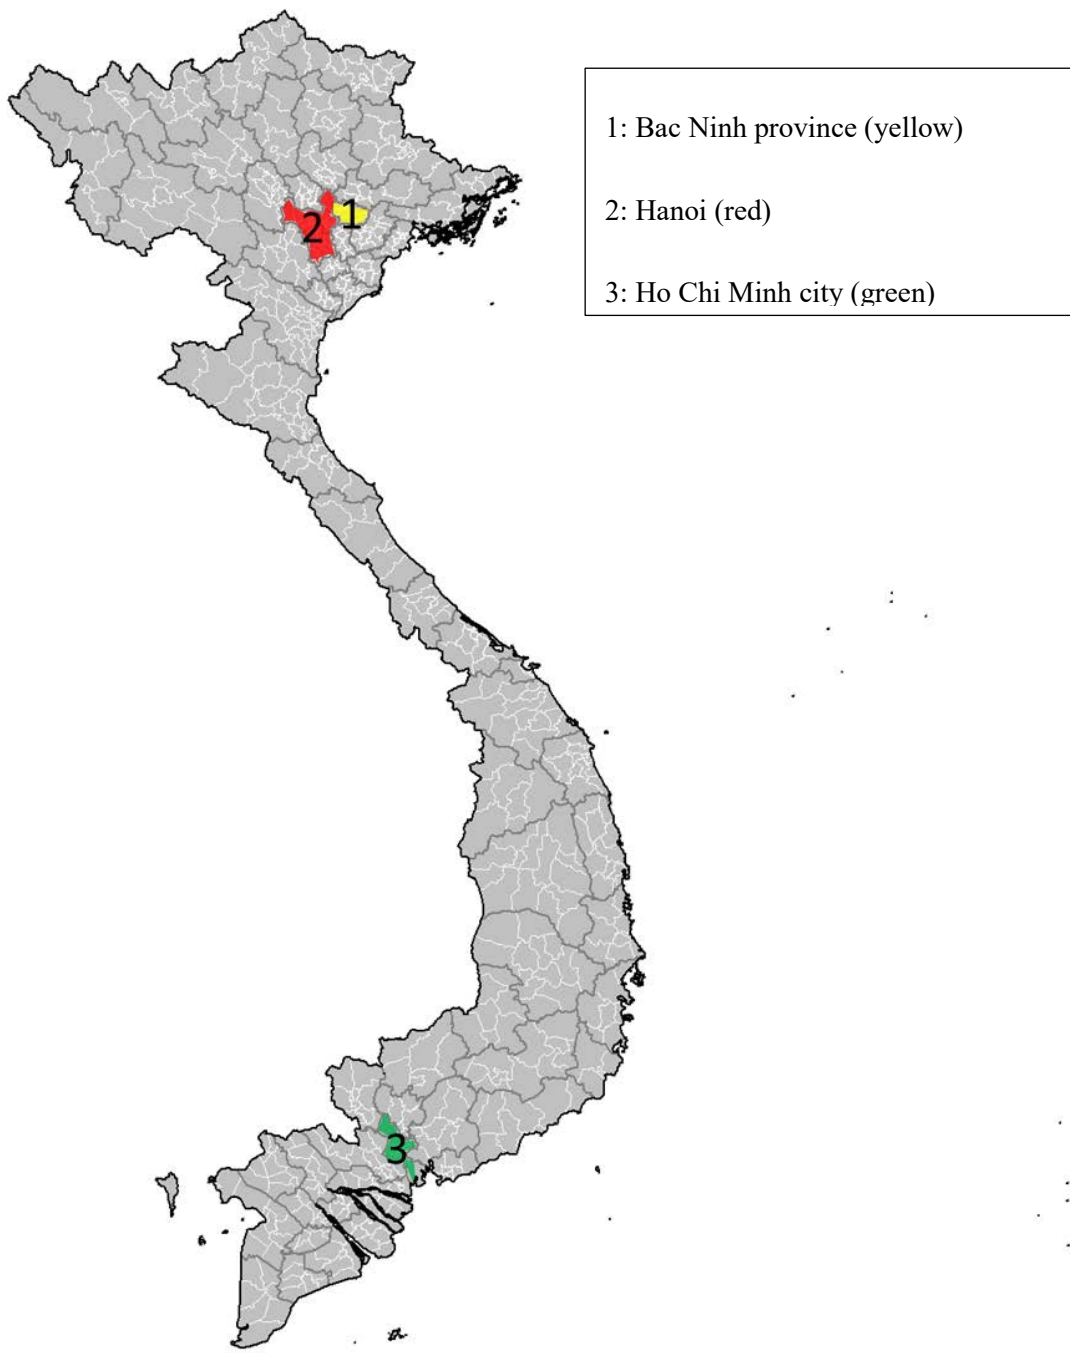 1: Bac Ninh province (yellow)
2: Hanoi (red)
3: Ho Chi Minh city (green)
1
2
3